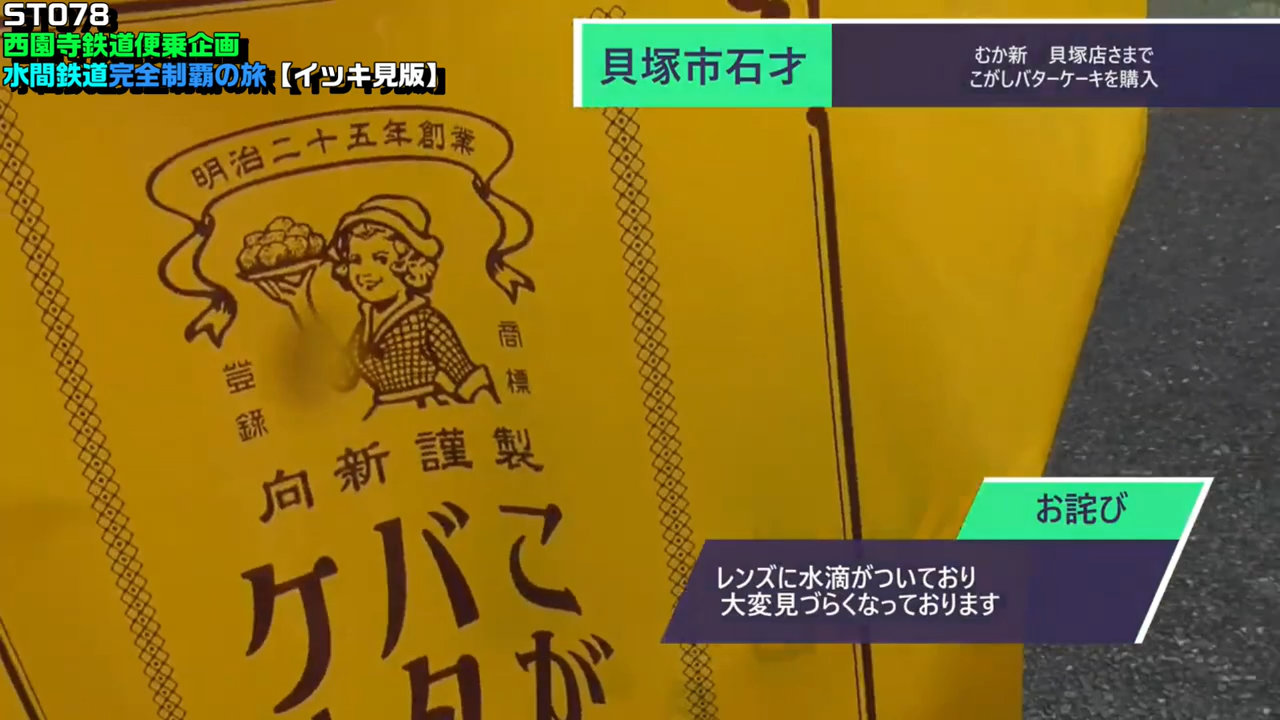 ST078
西園寺鉄道便乗企画
水間鉄道完全制覇の旅【イッキ見版】
貝塚市石才
むか新　貝塚店さまで
こがしバターケーキを購入
明治二十五年創業
商標
登録
向新謹製
こが
バタ
ケ
お詫び
レンズに水滴がついており
大変見づらくなっております